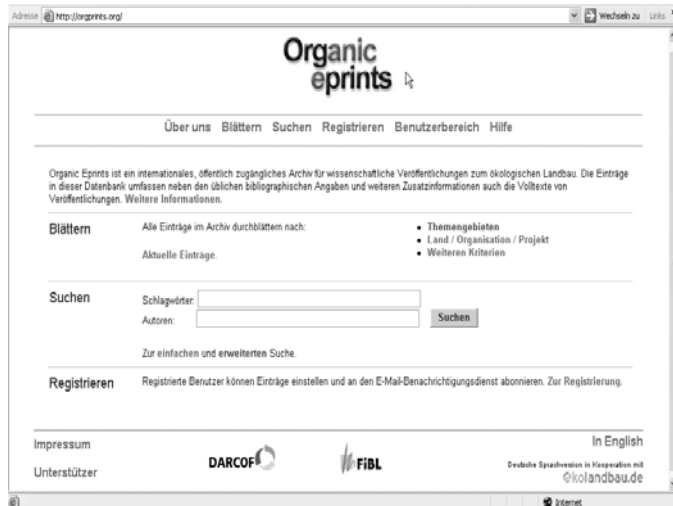 Adresse http://orgprints.org/ Wechseln zu Links
Organic
eprints
Über uns Blättern Suchen Registrieren Benutzerbereich Hilfe
Organic Eprints ist ein internationales, öffentlich zugängliches Archiv für wissenschaftliche Veröffentlichungen zum ökologischen Landbau. Die Einträge
in dieser Datenbank umfassen neben den üblichen bibliographischen Angaben und weiteren Zusatzinformationen auch die Volltexte von
Veröffentlichungen. Weitere Informationen.
Blättern Alle Einträge im Archiv durchblättern nach: • Themengebieten
• Land / Organisation / Projekt
Aktuelle Einträge. • Weiteren Kriterien
Suchen Schlagwörter:
Autoren: Suchen
Zur einfachen und erweiterten Suche.
Registrieren Registrierte Benutzer können Einträge einstellen und an den E-Mail-Benachrichtigungsdienst abonnieren. Zur Registrierung.
Impressum In English
DARCOF FiBL
Unterstützer Deutsche Sprachversion in Kooperation mit
Økolandbau.de
Internet